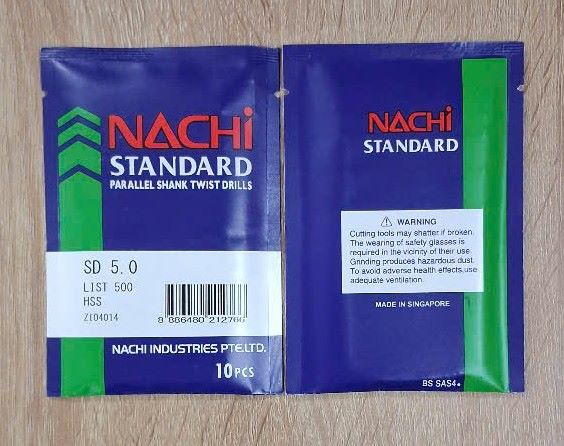 NACHi
STANDARD
PARALLEL SHANK TWIST DRILLS
SD 5.0
LIST 500
HSS
ZI04014
8 886480 212766
NACHI INDUSTRIES PTE.LTD.
10PCS
NACHi
STANDARD
WARNING
Cutting tools may shatter if broken.
The wearing of safety glasses is
required in the vicinity of their use.
Grinding produces hazardous dust.
To avoid adverse health effects,use
adequate ventilation.
MADE IN SINGAPORE
BS SAS4